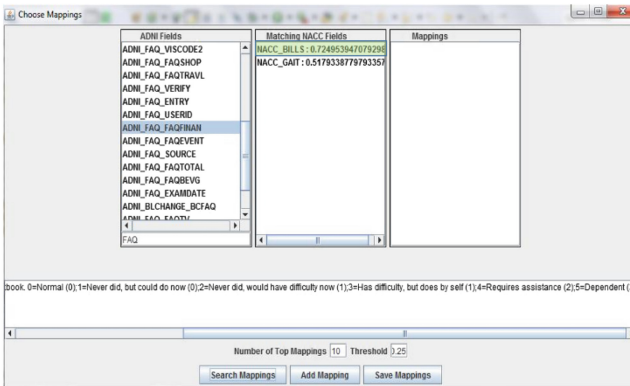 Choose Mappings
ADNI Fields
Matching NACC Fields
Mappings
ADNI_FAQ_VISCODE2
ADNI_FAQ_FAQSHOP
ADNI_FAQ_FAQTRAVL
ADNI_FAQ_VERIFY
ADNI_FAQ_ENTRY
ADNI_FAQ_USERID
ADNI_FAQ_FAQFINAN
ADNI_FAQ_FAQEVENT
ADNI_FAQ_SOURCE
ADNI_FAQ_FAQTOTAL
ADNI_FAQ_FAQBEVG
ADNI_FAQ_EXAMDATE
ADNI_BLCHANGE_BCFAQ
ADNI_FAQ_FAQTV
FAQ
NACC_BILLS : 0.724953947079298
NACC_GAIT : 0.5179338779793357
book. 0=Normal (0);1=Never did, but could do now (0);2=Never did, would have difficulty now (1);3=Has difficulty, but does by self (1);4=Requires assistance (2);5=Dependent (
Number of Top Mappings 10 Threshold 0.25
Search Mappings Add Mapping Save Mappings